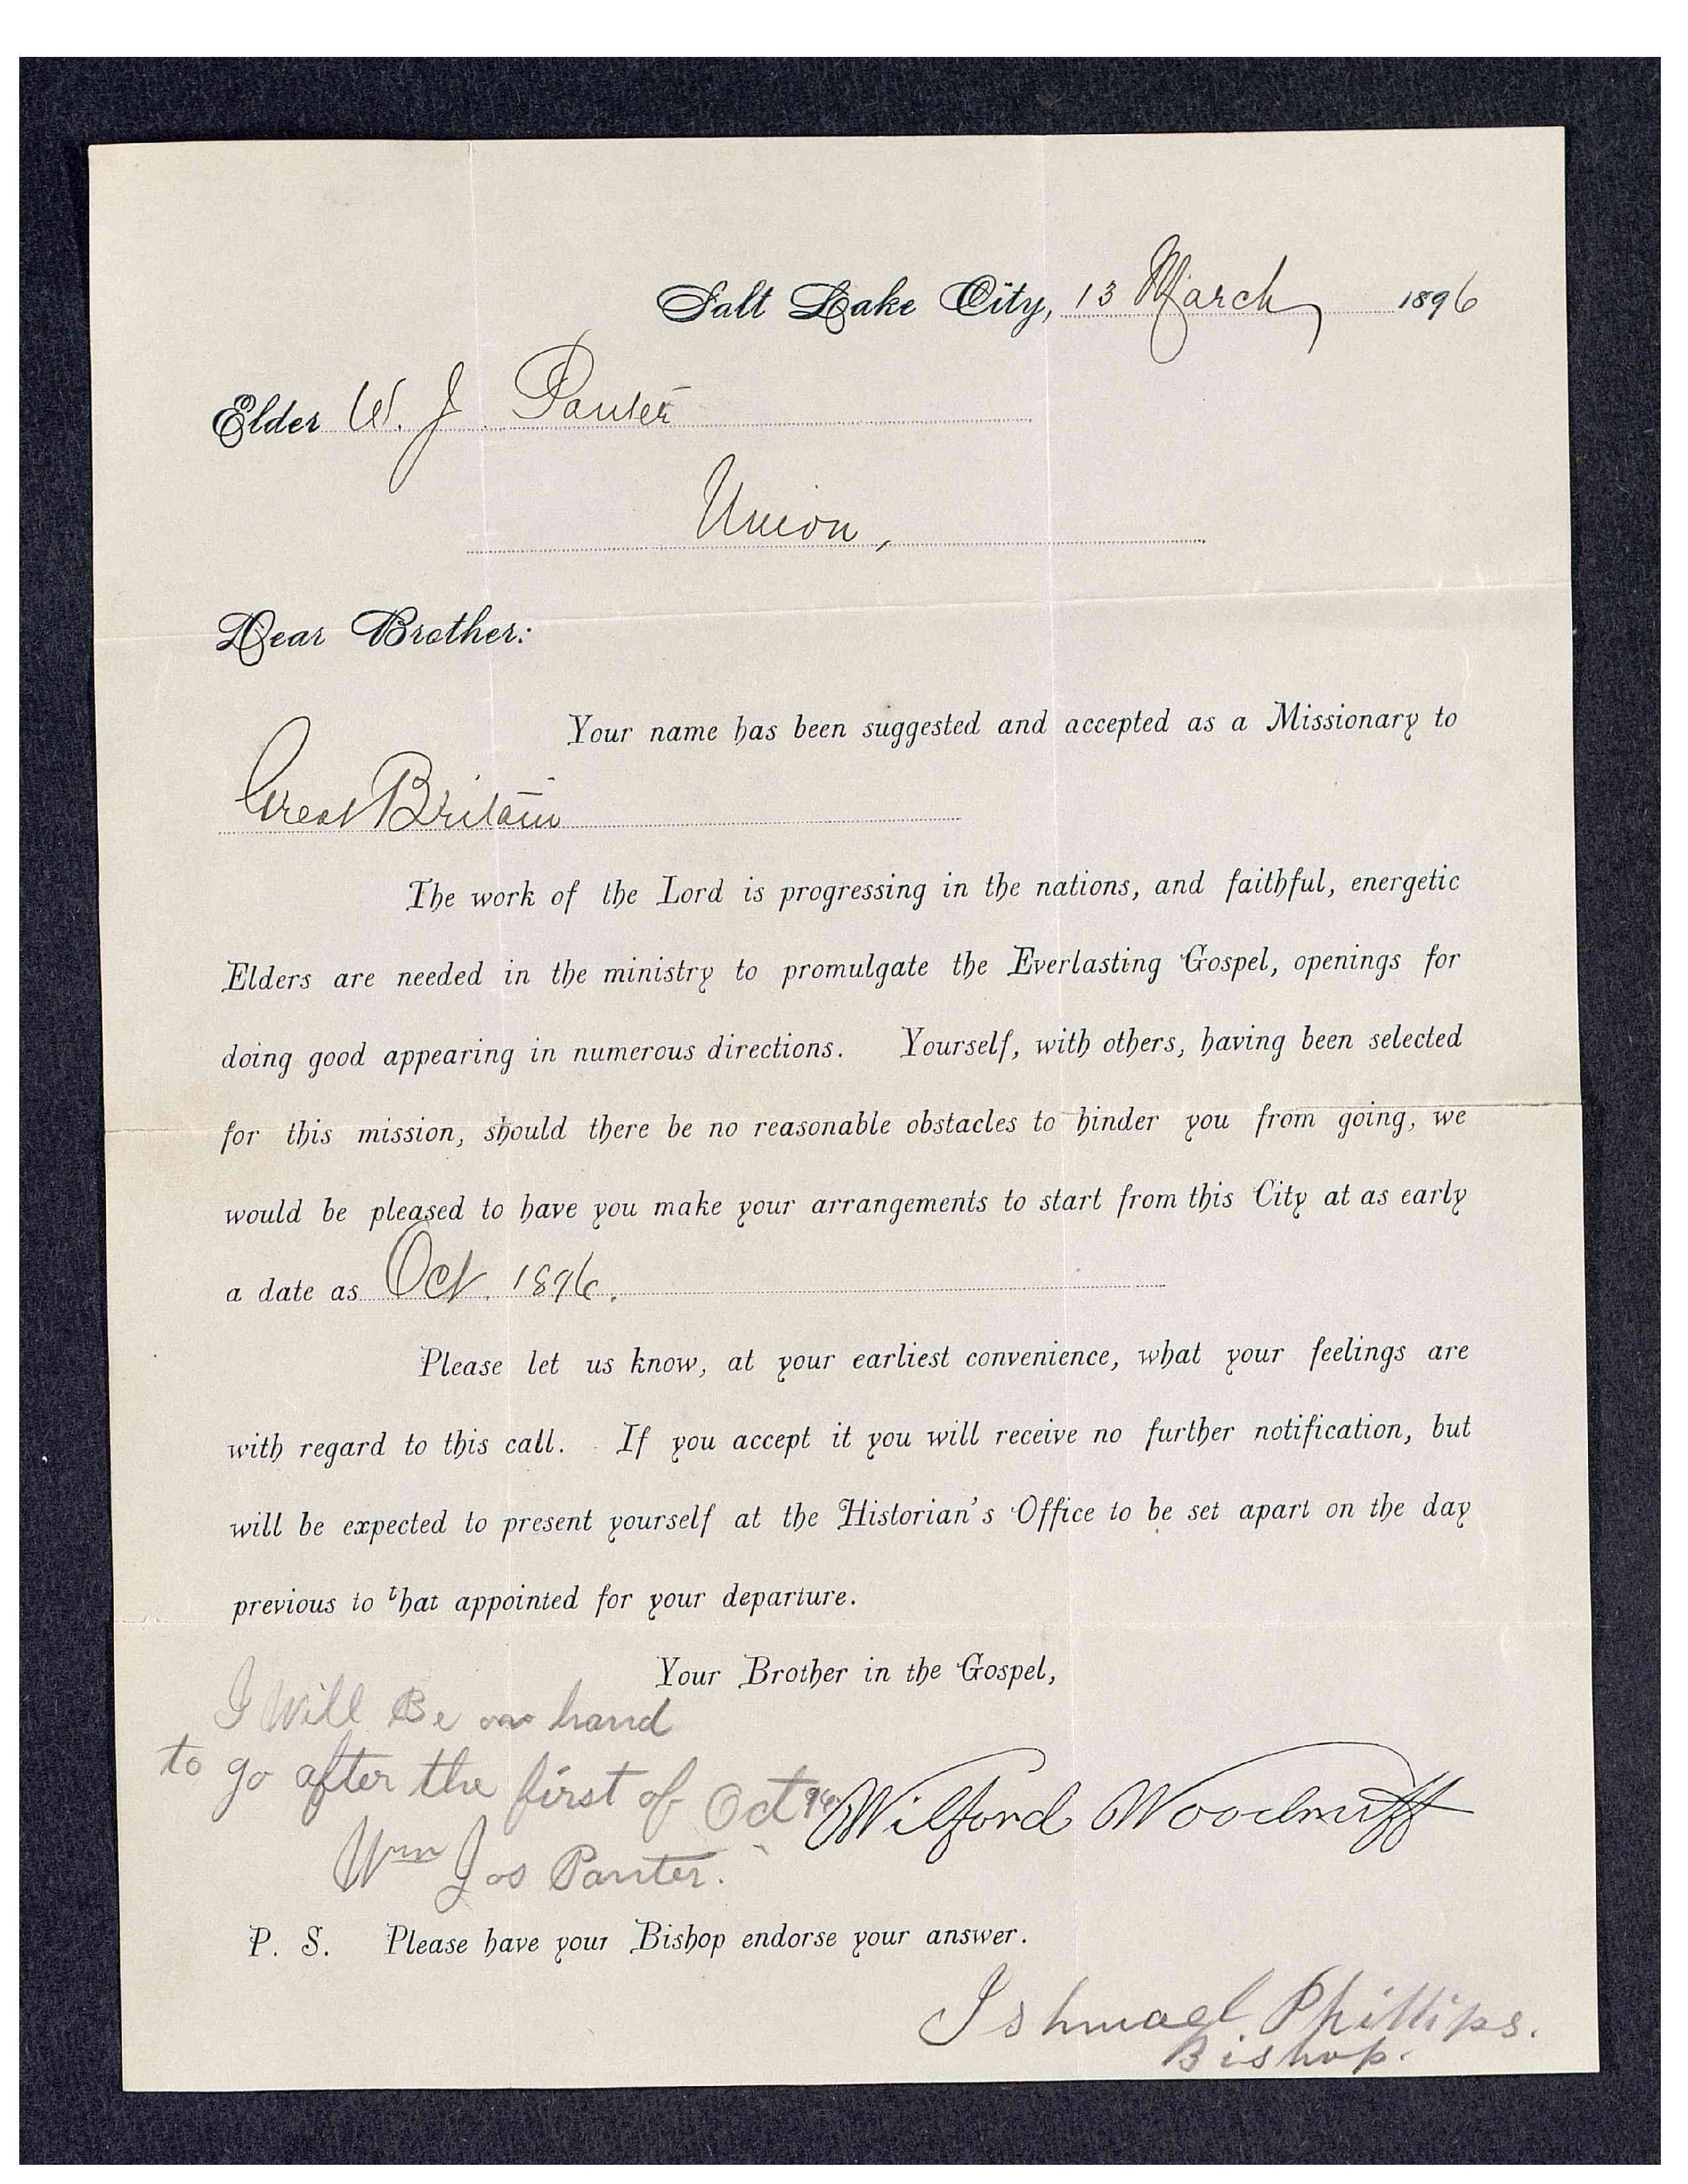 Salt Lake City, 13 March 1896
Elder W. J. Panter
Union,
Dear Brother:
Your name has been suggested and accepted as a Missionary to
Great Britain
The work of the Lord is progressing in the nations, and faithful, energetic
Elders are needed in the ministry to promulgate the Everlasting Gospel, openings for
doing good appearing in numerous directions. Yourself, with others, having been selected
for this mission, should there be no reasonable obstacles to hinder you from going, we
would be pleased to have you make your arrangements to start from this City at as early
a date as Oct. 1896.
Please let us know, at your earliest convenience, what your feelings are
with regard to this call. If you accept it you will receive no further notification, but
will be expected to present yourself at the Historian's Office to be set apart on the day
previous to that appointed for your departure.
Your Brother in the Gospel,
I Will Be on hand
to go after the first of Oct 96
Wilford Woodruff
Wm Jos Panter.
P. S. Please have your Bishop endorse your answer.
Ishmael Phillips.
Bishop.